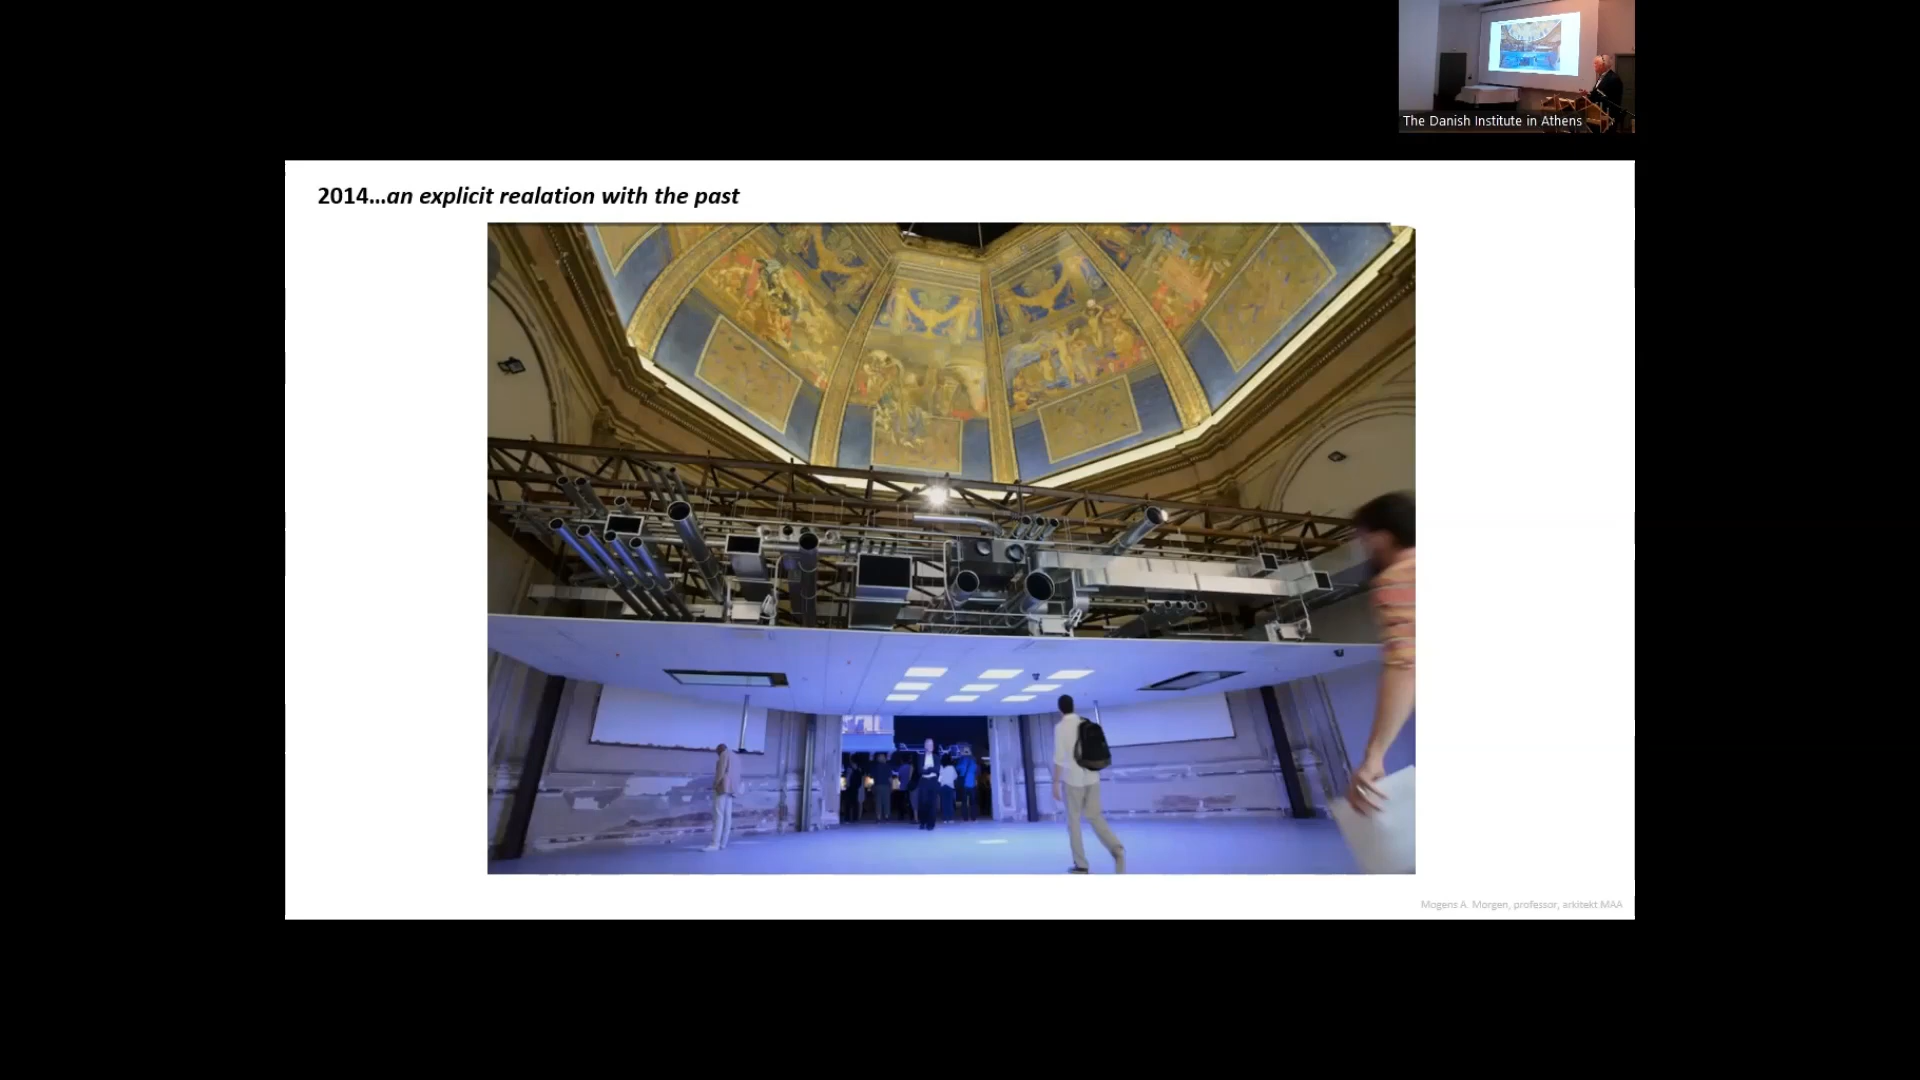 The Danish Institute in Athens
2014...an explicit realation with the past
Mogens A. Morgen, professor, arkitekt MAA